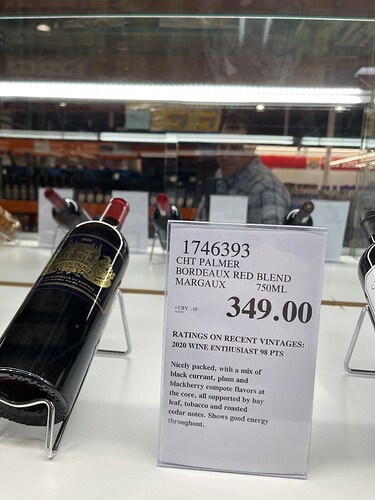 1746393
CHT PALMER
BORDEAUX RED BLEND
MARGAUX 750ML
+CRV .10
349.00
RATINGS ON RECENT VINTAGES:
2020 WINE ENTHUSIAST 98 PTS
Nicely packed, with a mix of
black currant, plum and
blackberry compote flavors at
the core, all supported by bay
leaf, tobacco and roasted
cedar notes. Shows good energy
throughout.